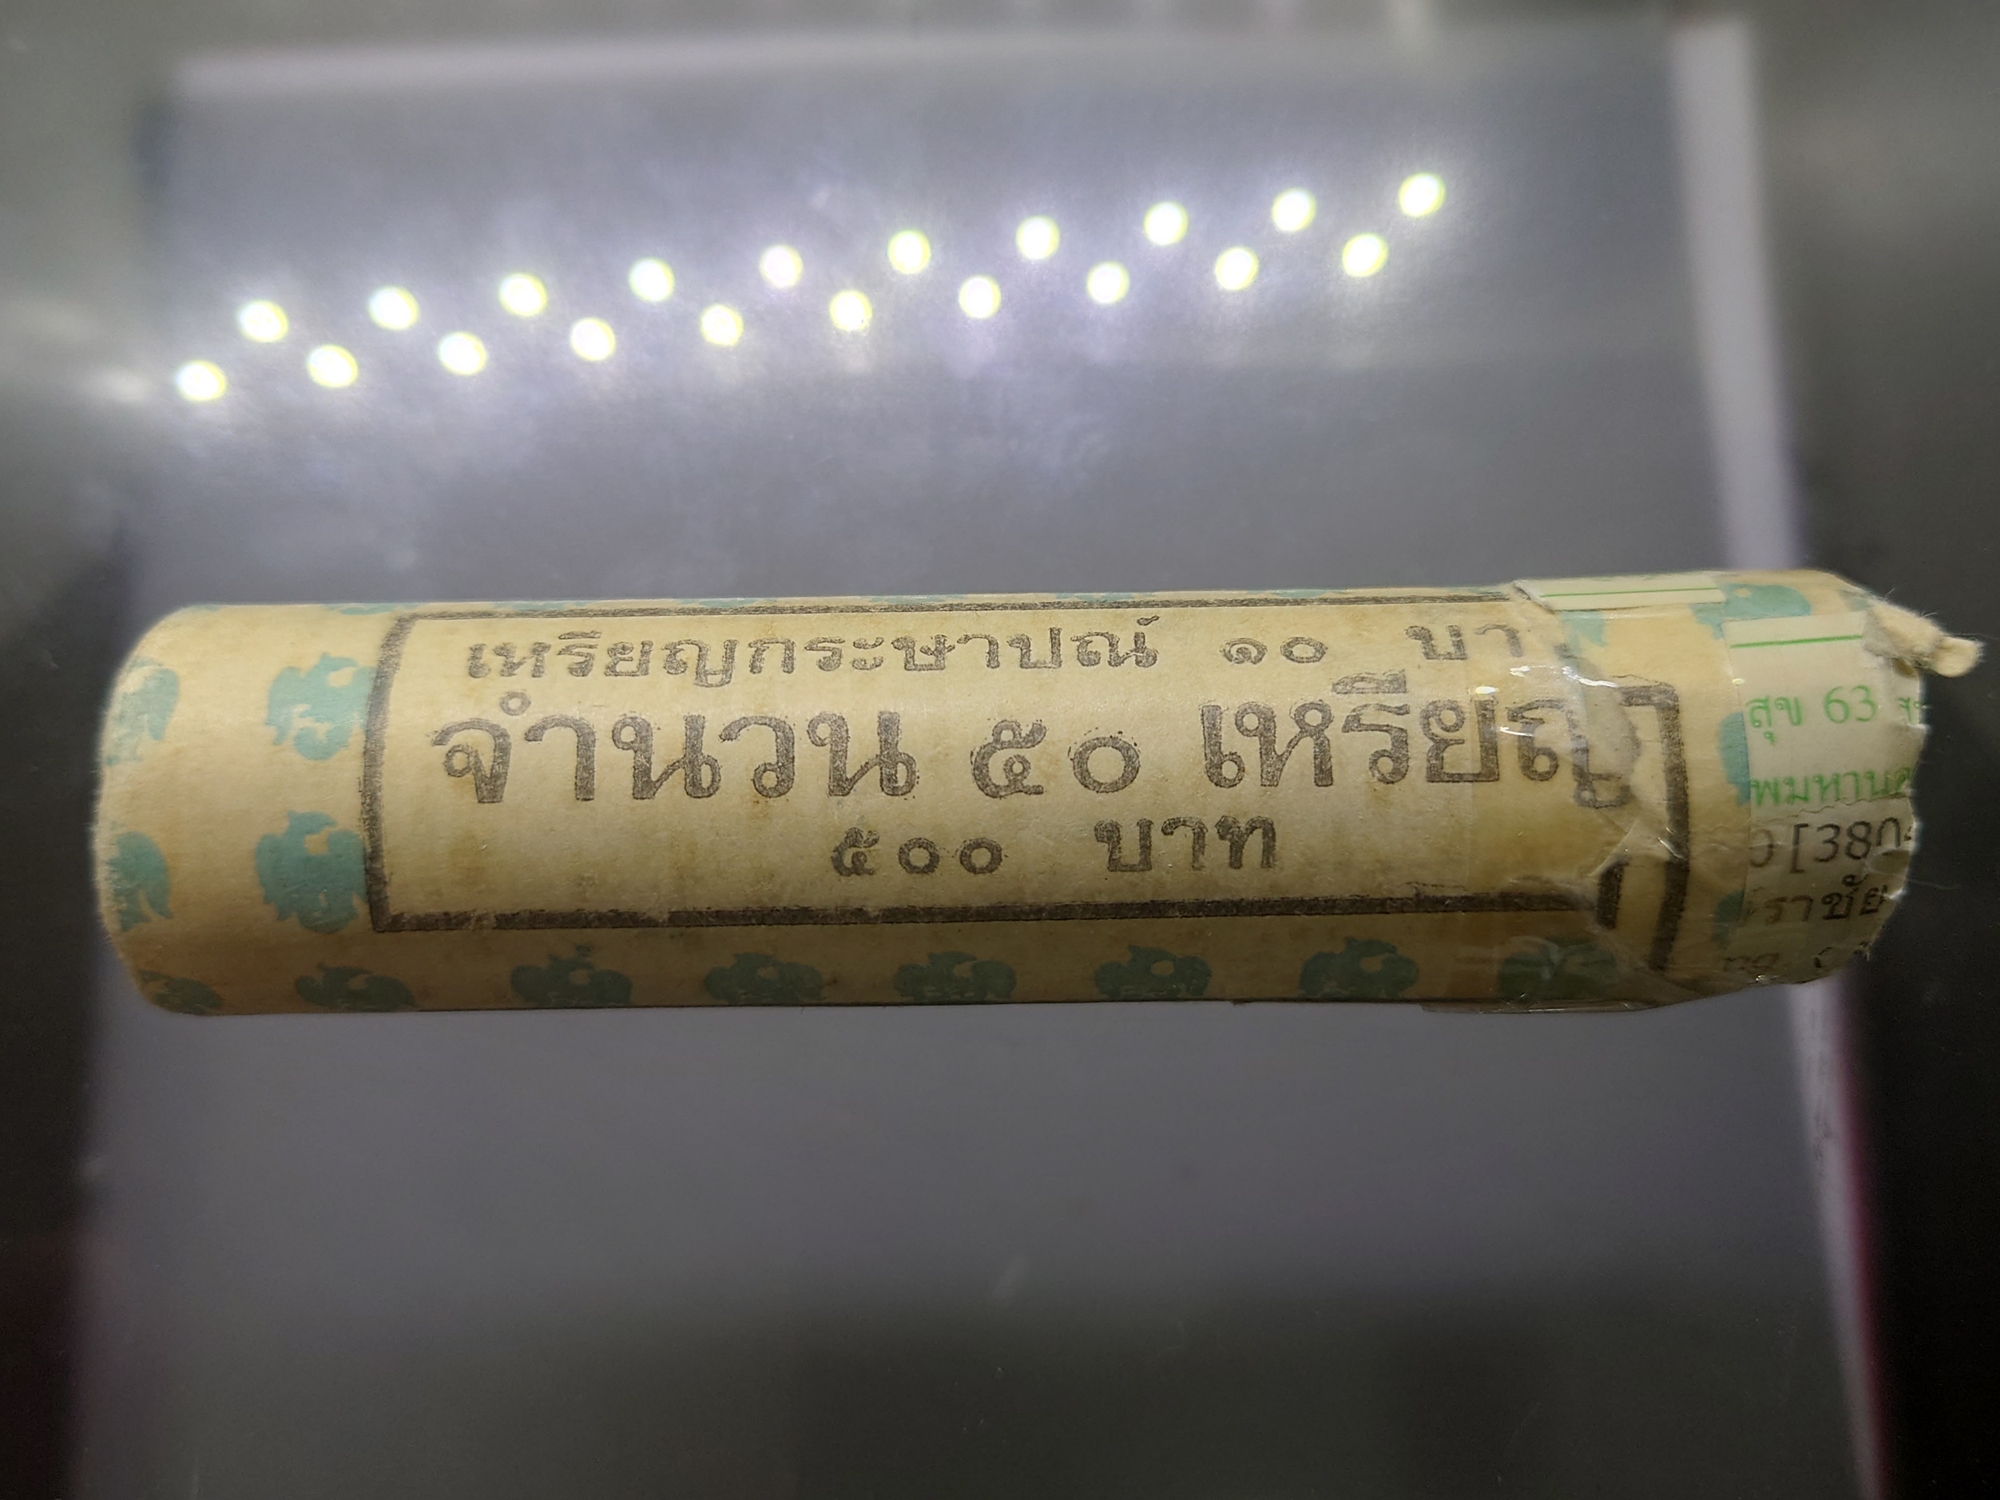 เหรียญกระษาปณ์ ๑๐ บา
จำนวน ๕๐ เหรียญ
๕๐๐ บาท
สุข 63
พมหานค
[380
ราชัย